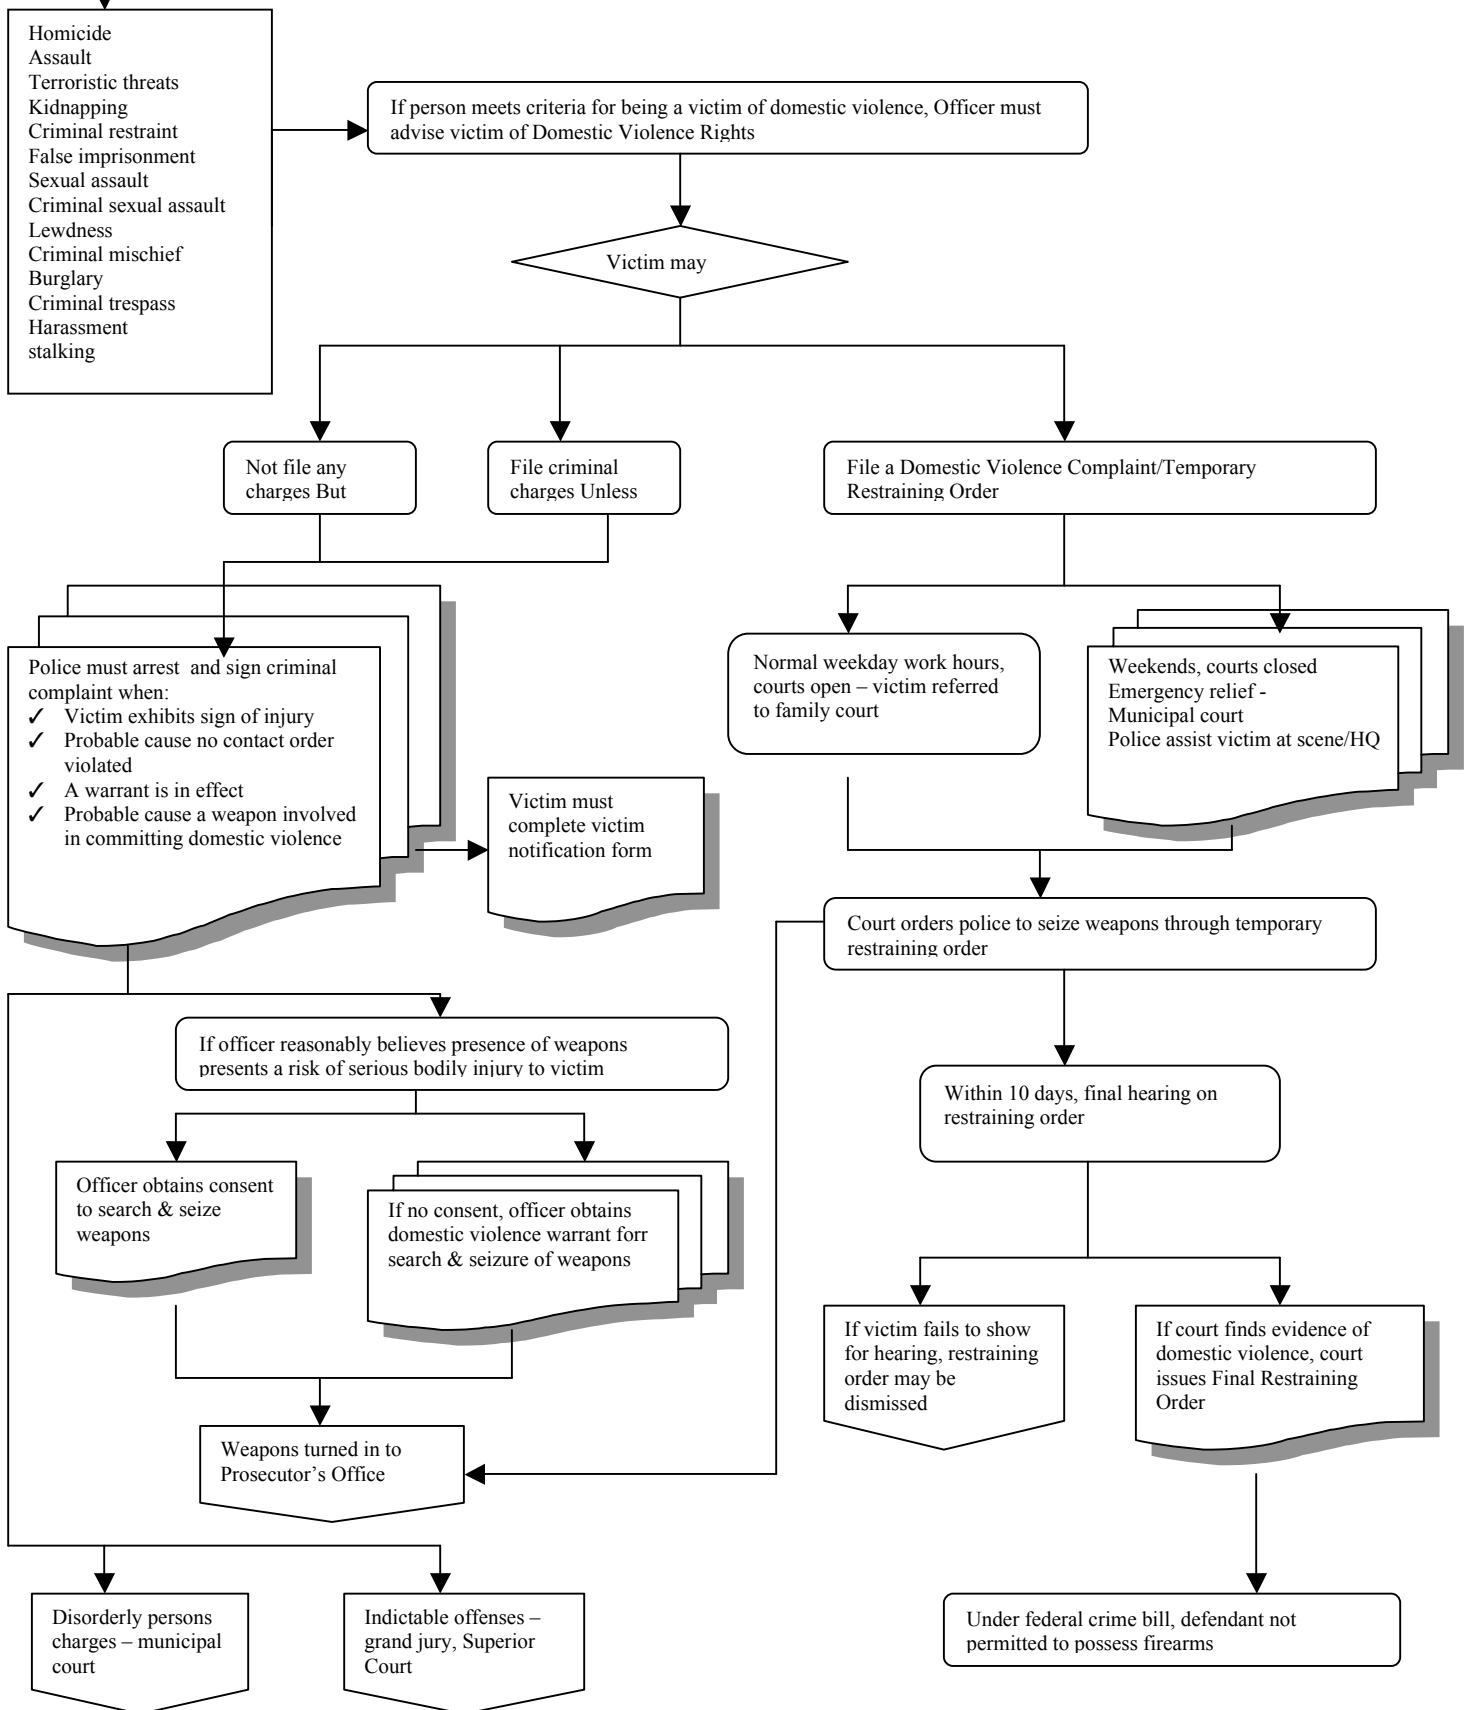 Homicide
Assault
Terroristic threats
Kidnapping
Criminal restraint
False imprisonment
Sexual assault
Criminal sexual assault
Lewdness
Criminal mischief
Burglary
Criminal trespass
Harassment
stalking
If person meets criteria for being a victim of domestic violence, Officer must
advise victim of Domestic Violence Rights
Victim may
Not file any
charges But
File criminal
charges Unless
File a Domestic Violence Complaint/Temporary
Restraining Order
Police must arrest and sign criminal
complaint when:
✓ Victim exhibits sign of injury
✓ Probable cause no contact order
violated
✓ A warrant is in effect
✓ Probable cause a weapon involved
in committing domestic violence
Victim must
complete victim
notification form
Normal weekday work hours,
courts open – victim referred
to family court
Weekends, courts closed
Emergency relief -
Municipal court
Police assist victim at scene/HQ
Court orders police to seize weapons through temporary
restraining order
If officer reasonably believes presence of weapons
presents a risk of serious bodily injury to victim
Within 10 days, final hearing on
restraining order
Officer obtains consent
to search & seize
weapons
If no consent, officer obtains
domestic violence warrant forr
search & seizure of weapons
If victim fails to show
for hearing, restraining
order may be
dismissed
If court finds evidence of
domestic violence, court
issues Final Restraining
Order
Weapons turned in to
Prosecutor’s Office
Disorderly persons
charges – municipal
court
Indictable offenses –
grand jury, Superior
Court
Under federal crime bill, defendant not
permitted to possess firearms